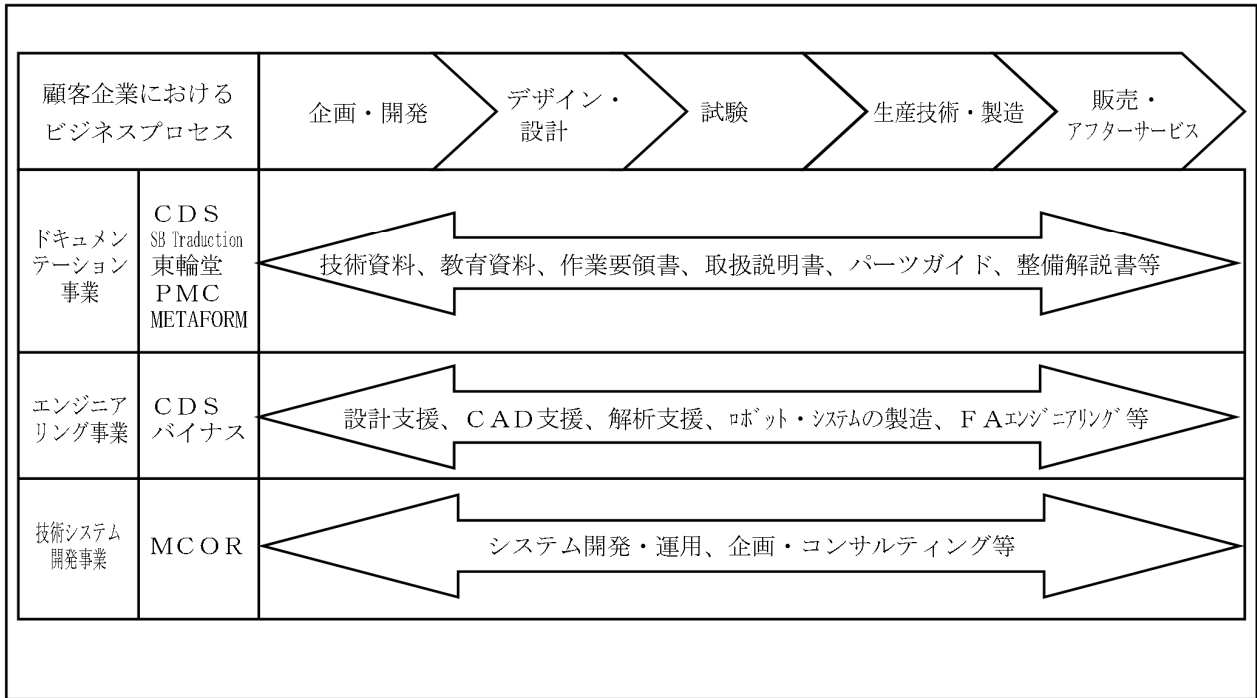 顧客企業における
ビジネスプロセス
企画・開発
デザイン・
設計
試験
生産技術・製造
販売・
アフターサービス
ドキュメン
テーション
事業
ＣＤＳ
SB Traduction
東輪堂
ＰＭＣ
METAFORM
技術資料、教育資料、作業要領書、取扱説明書、パーツガイド、整備解説書等
エンジニア
リング事業
ＣＤＳ
バイナス
設計支援、ＣＡＤ支援、解析支援、ﾛﾎﾞｯﾄ・ｼｽﾃﾑの製造、ＦＡｴﾝｼﾞﾆｱﾘﾝｸﾞ等
技術システム
開発事業
ＭＣＯＲ
システム開発・運用、企画・コンサルティング等